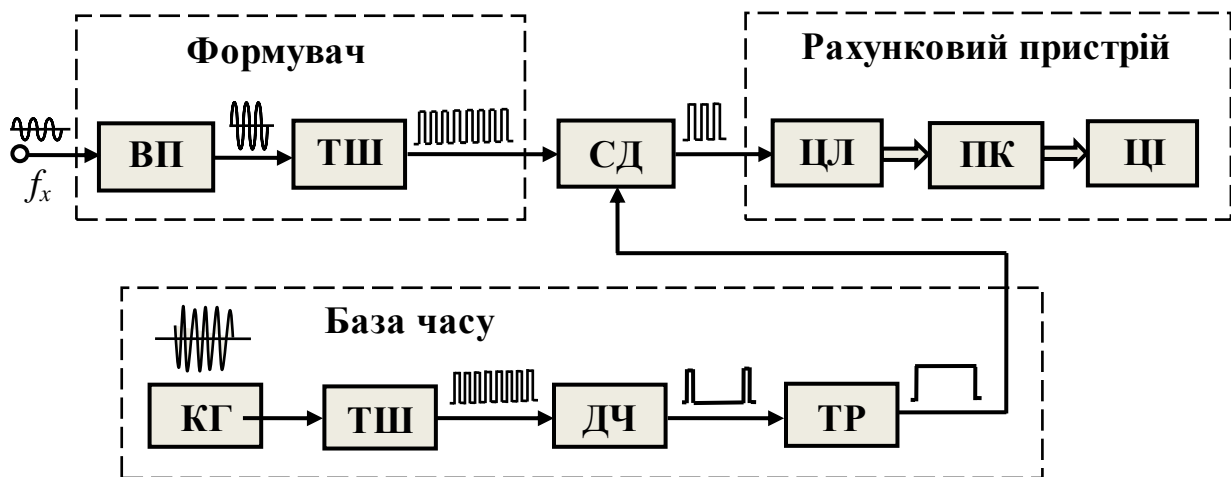 Формувач
Рахунковий пристрій
ВП
ТШ
СД
ЦЛ
ПК
ЦІ
fx
База часу
КГ
ТШ
ДЧ
ТР